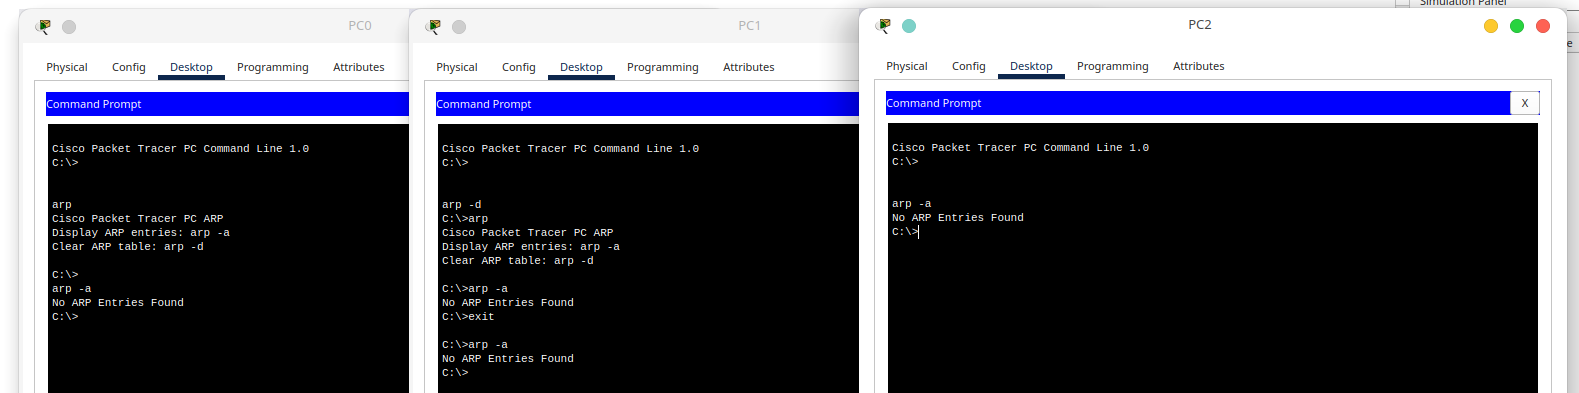 Simulation Panel
PC0
Physical Config Desktop Programming Attributes
Command Prompt
Cisco Packet Tracer PC Command Line 1.0
C:\>
arp
Cisco Packet Tracer PC ARP
Display ARP entries: arp -a
Clear ARP table: arp -d
C:\>
arp -a
No ARP Entries Found
C:\>
PC1
Physical Config Desktop Programming Attributes
Command Prompt
Cisco Packet Tracer PC Command Line 1.0
C:\>
arp -d
C:\>arp
Cisco Packet Tracer PC ARP
Display ARP entries: arp -a
Clear ARP table: arp -d
C:\>arp -a
No ARP Entries Found
C:\>exit
C:\>arp -a
No ARP Entries Found
C:\>
PC2
Physical Config Desktop Programming Attributes
Command Prompt X
Cisco Packet Tracer PC Command Line 1.0
C:\>
arp -a
No ARP Entries Found
C:\>